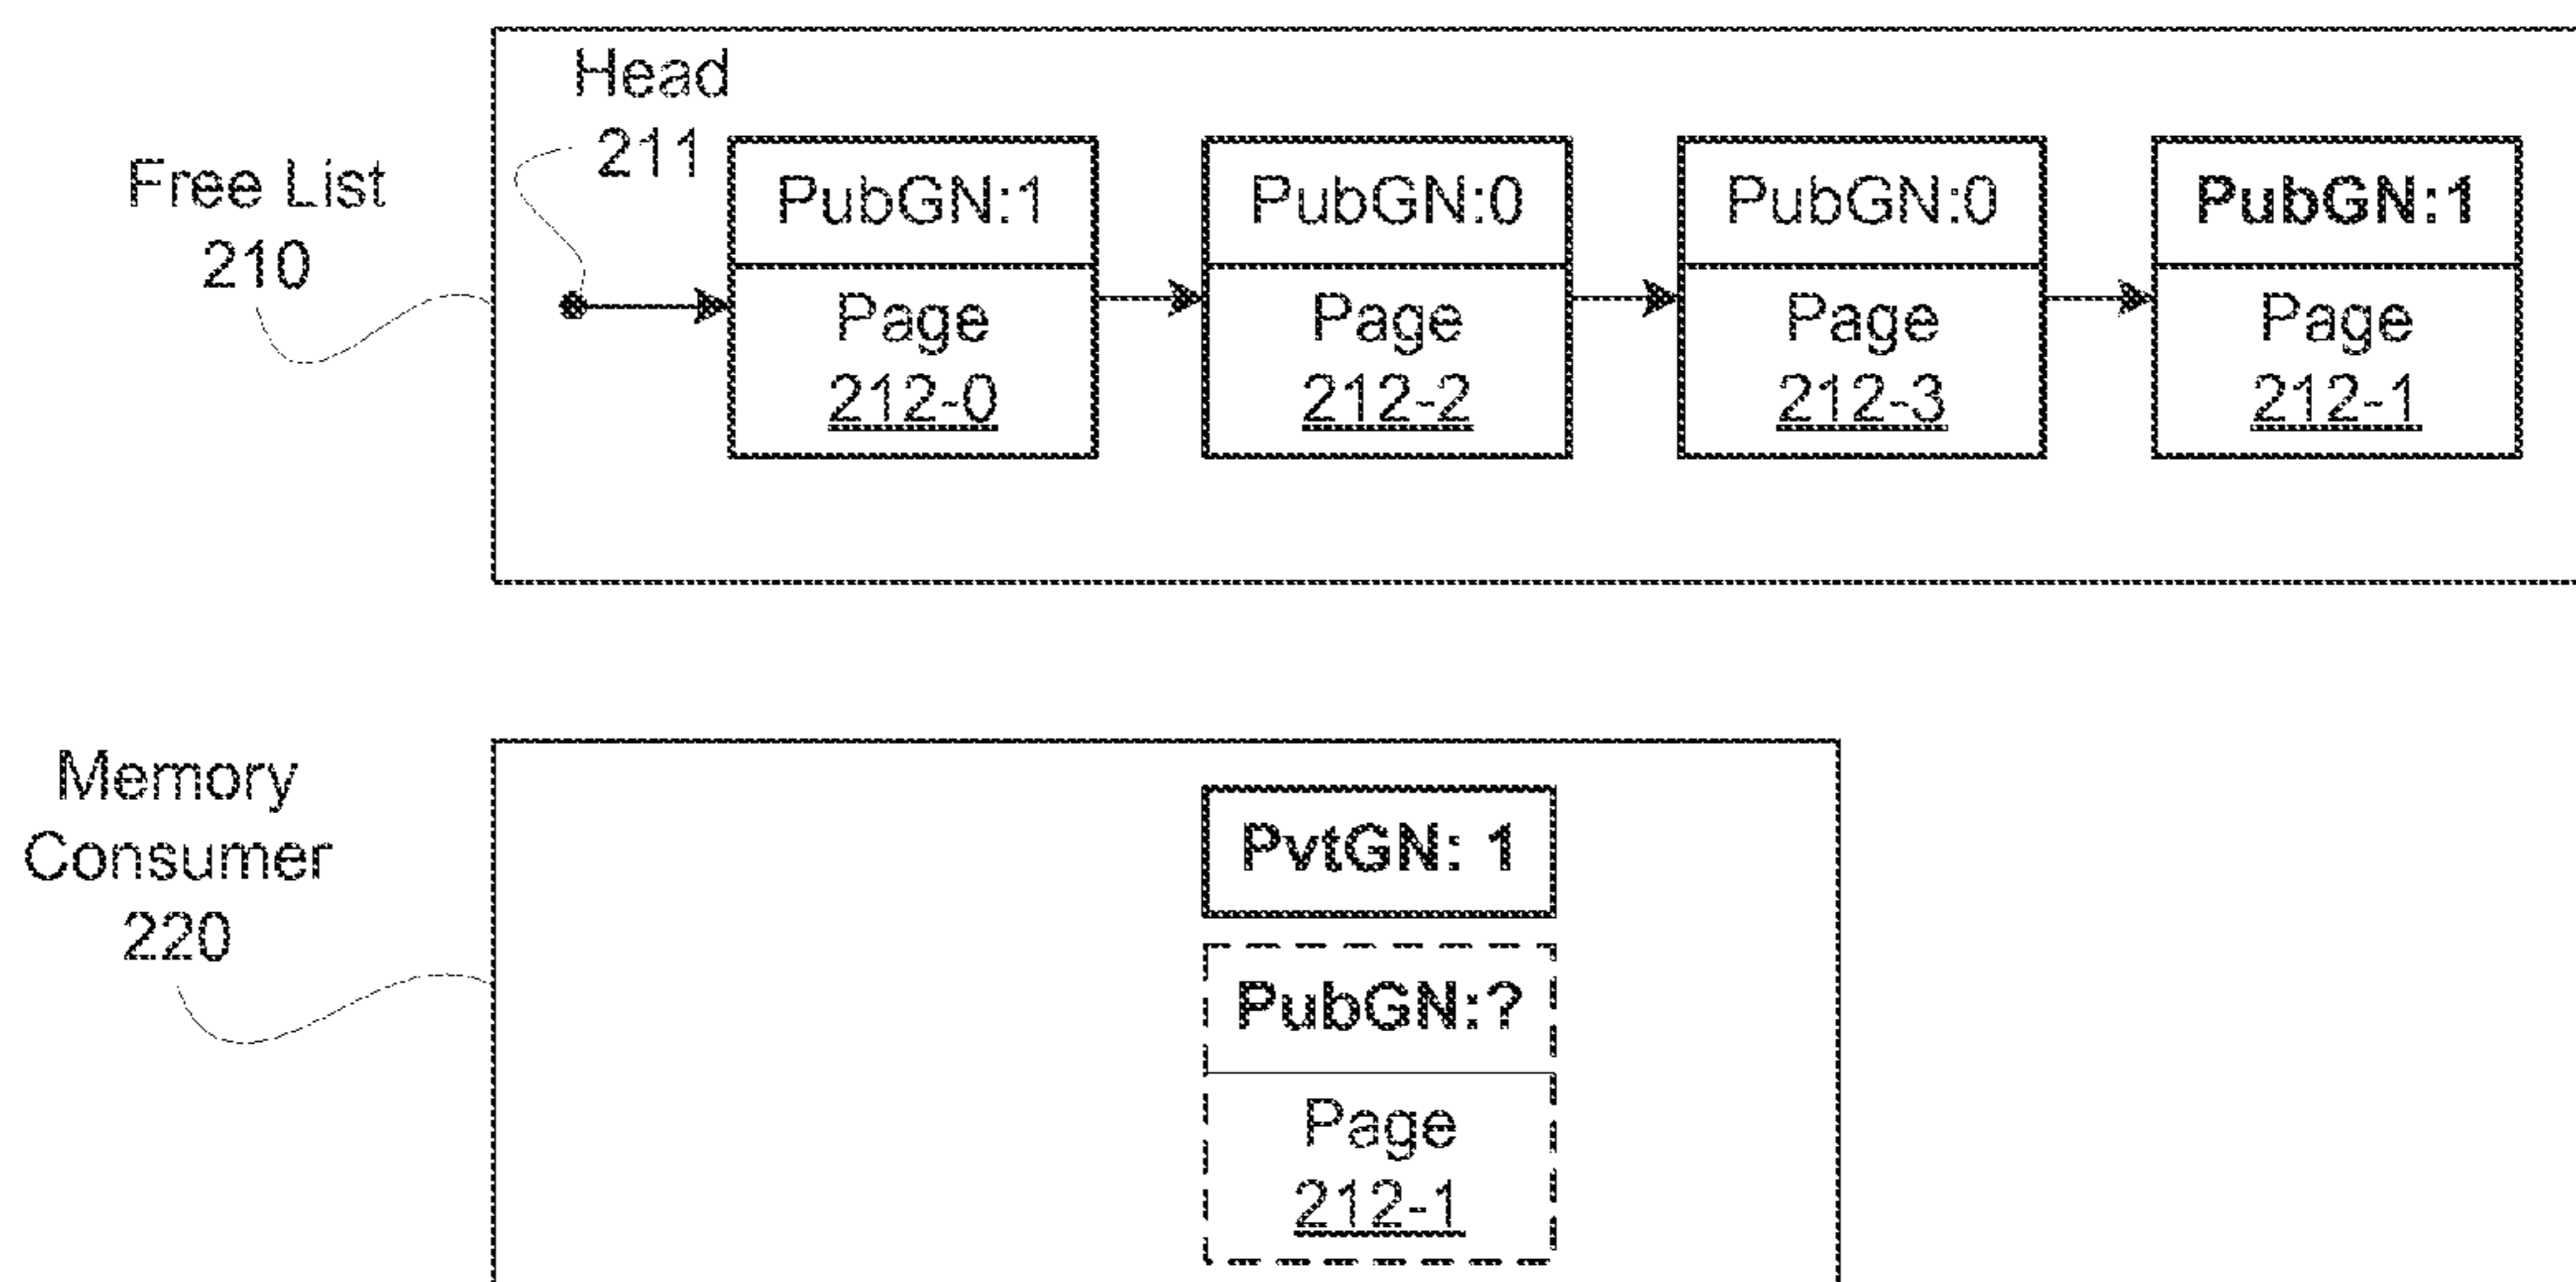 Head
211
Free List
210
PubGN:1
Page
212-0
PubGN:0
Page
212-2
PubGN:0
Page
212-3
PubGN:1
Page
212-1
Memory
Consumer
220
PvtGN: 1
PubGN:?
Page
212-1